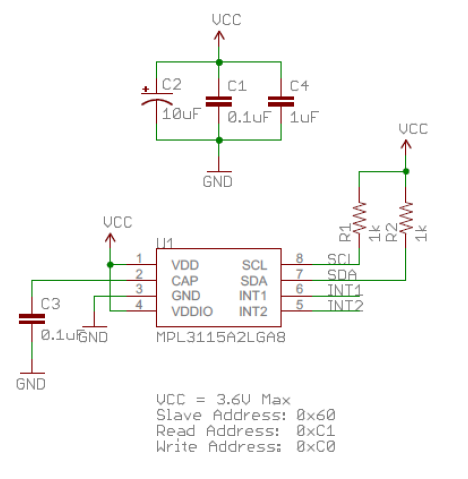 VCC
+
C2
C1
C4
10uF
0.1uF
1uF
GND
VCC
R1
1k
R2
1k
VCC
U1
1 VDD SCL 8 SCL
2 CAP SDA 7 SDA
3 GND INT1 6 INT1
4 VDDIO INT2 5 INT2
MPL3115A2LGA8
C3
0.1uF
GND
GND
VCC = 3.6V Max
Slave Address: 0x60
Read Address: 0xC1
Write Address: 0xC0